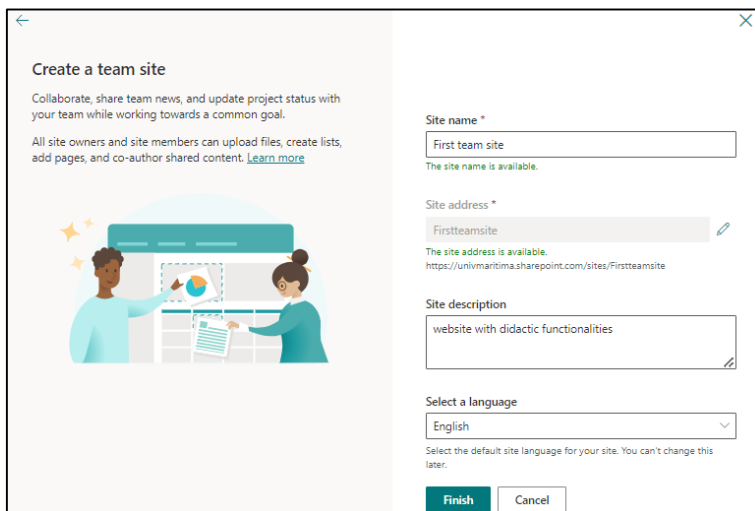 Create a team site
Collaborate, share team news, and update project status with
your team while working towards a common goal.
All site owners and site members can upload files, create lists,
add pages, and co-author shared content. Learn more
Site name *
First team site
The site name is available.
Site address *
Firstteamsite
The site address is available.
https://univmaritima.sharepoint.com/sites/Firstteamsite
Site description
website with didactic functionalities
Select a language
English
Select the default site language for your site. You can't change this
later.
Finish
Cancel